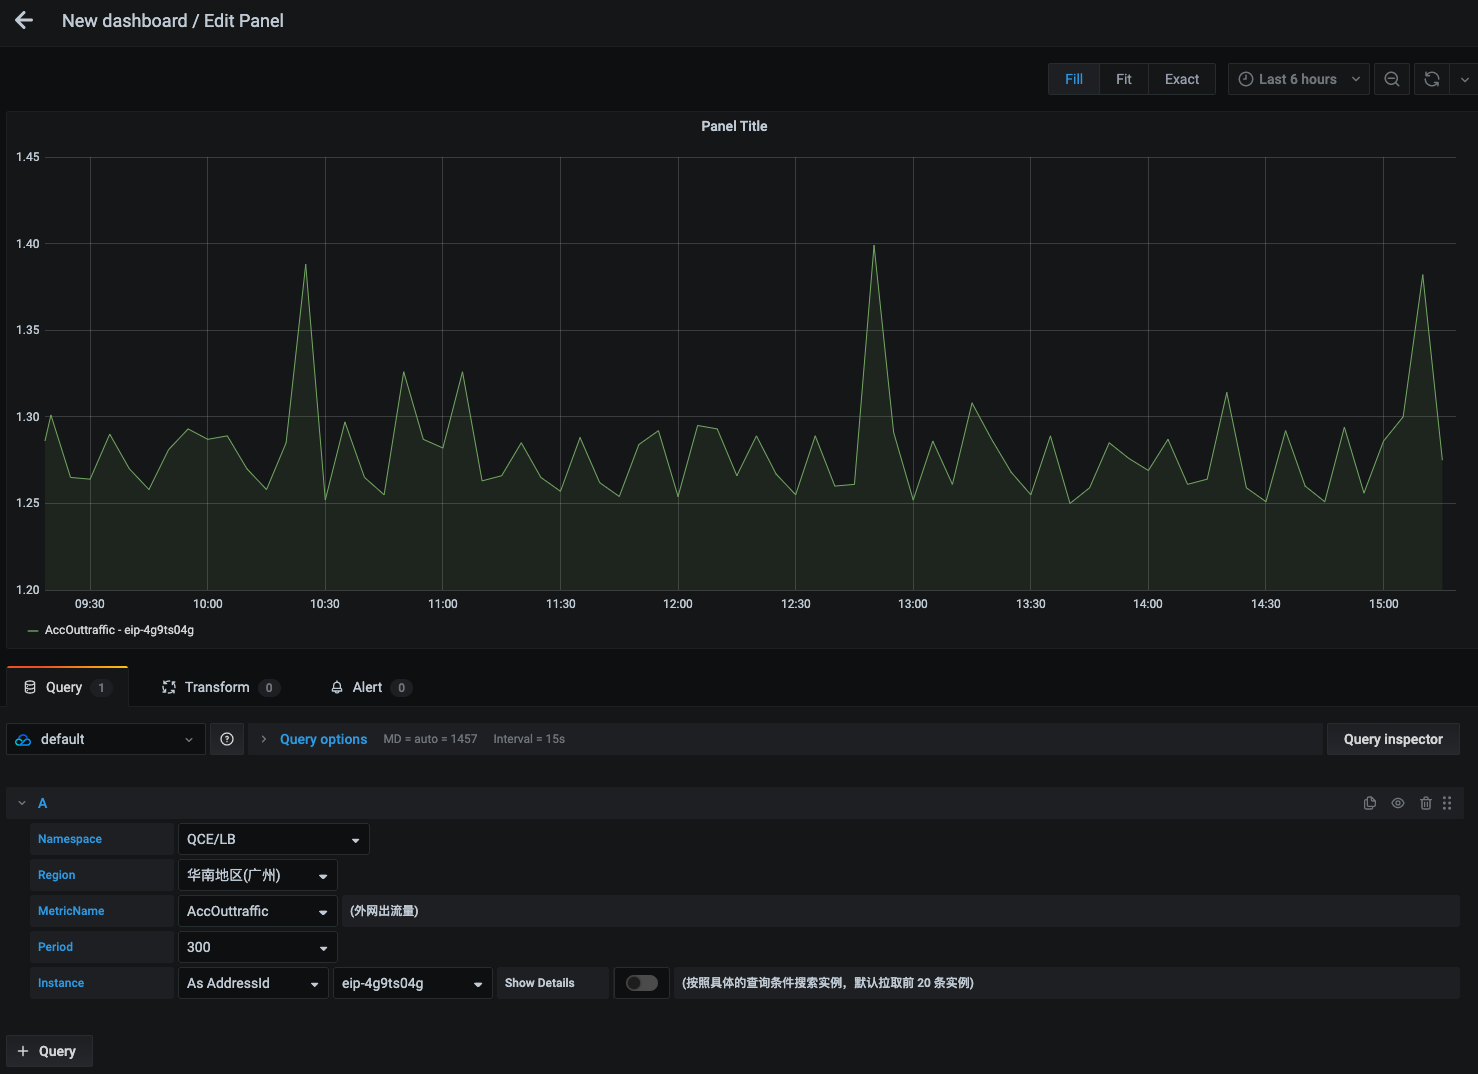 New dashboard / Edit Panel
Fill Fit Exact Last 6 hours
Panel Title
1.45
1.40
1.35
1.30
1.25
1.20
09:30 10:00 10:30 11:00 11:30 12:00 12:30 13:00 13:30 14:00 14:30 15:00
AccOuttraffic - eip-4g9ts04g
Query 1 Transform 0 Alert 0
default Query options MD = auto = 1457 Interval = 15s Query inspector
A
Namespace QCE/LB
Region 华南地区(广州)
MetricName AccOuttraffic (外网出流量)
Period 300
Instance As AddressId eip-4g9ts04g Show Details (按照具体的查询条件搜索实例，默认拉取前 20 条实例)
+ Query